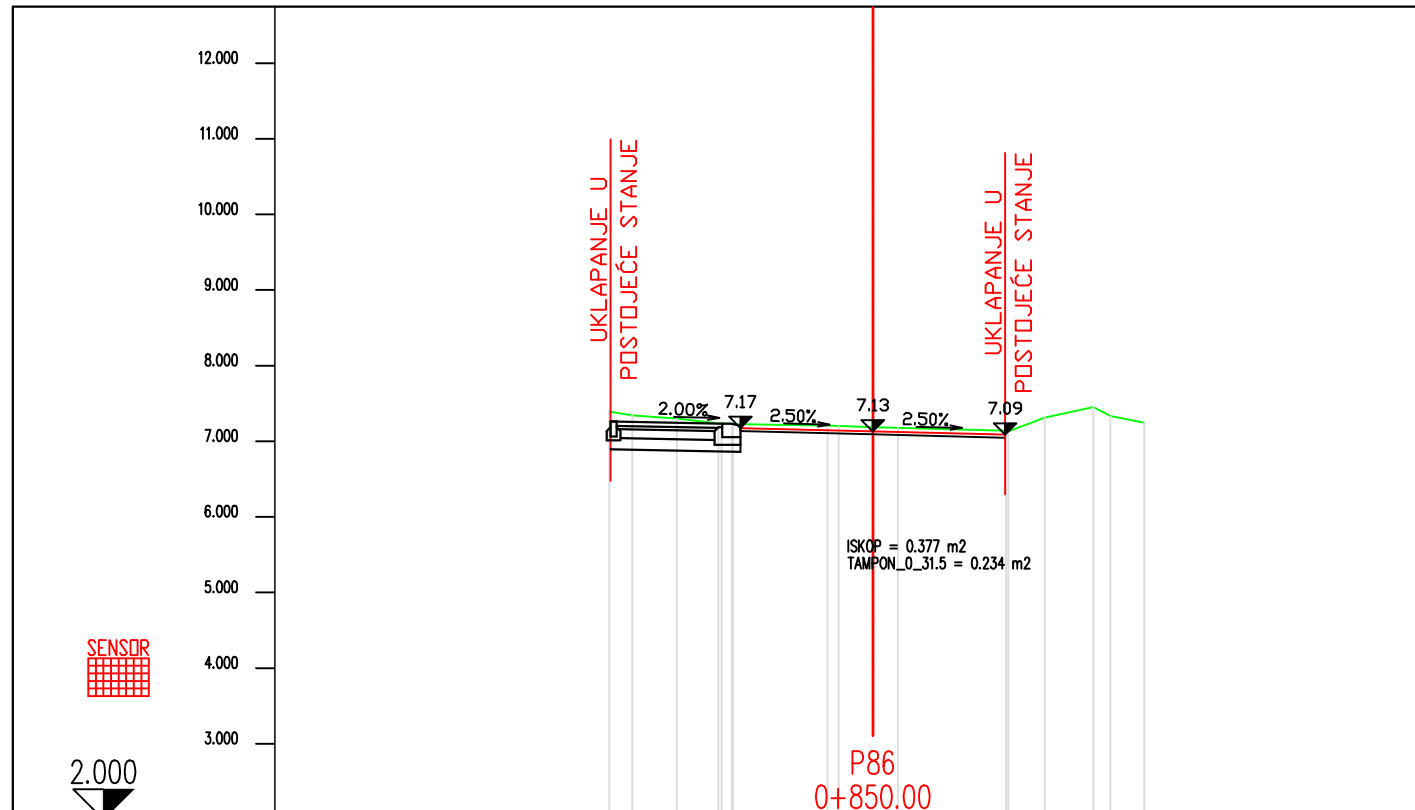 12.000
11.000
10.000
9.000
8.000
7.000
6.000
5.000
4.000
3.000
UKLAPANJE U
POSTOJEĆE STANJE
UKLAPANJE U
POSTOJEĆE STANJE
2.00%
7.17
2.50%
7.13
2.50%
7.09
ISKOP = 0.377 m2
TAMPON_0_31.5 = 0.234 m2
SENSOR
2.000
P86
0+850.00